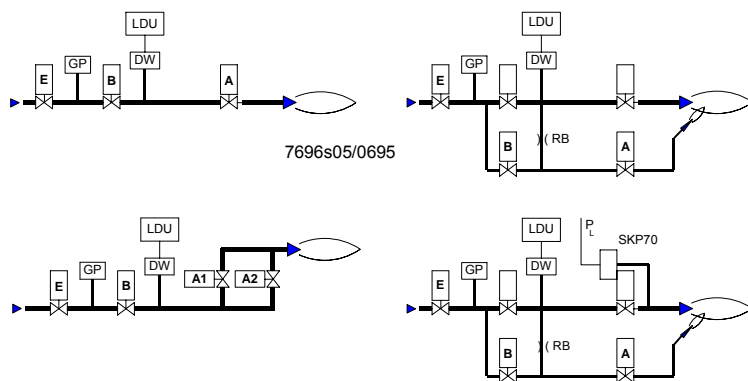 LDU
GP
DW
E
B
A
LDU
GP
DW
E
)( RB
B
A
7696s05/0695
LDU
GP
DW
A1
A2
E
B
P
L
SKP70
LDU
GP
DW
E
)( RB
B
A